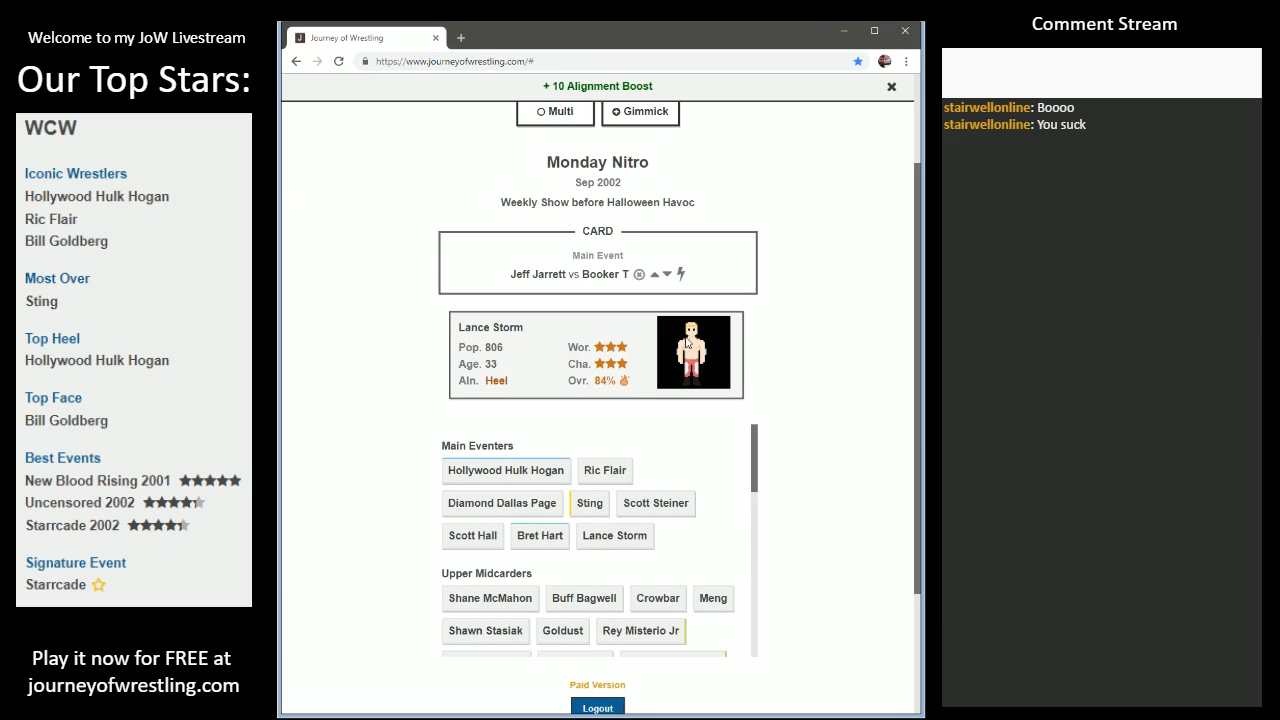 Welcome to my JoW Livestream
Our Top Stars:
WCW
Iconic Wrestlers
Hollywood Hulk Hogan
Ric Flair
Bill Goldberg
Most Over
Sting
Top Heel
Hollywood Hulk Hogan
Top Face
Bill Goldberg
Best Events
New Blood Rising 2001
Uncensored 2002
Starrcade 2002
Signature Event
Starrcade
Play it now for FREE at
journeyofwrestling.com
Journey of Wrestling
https://www.journeyofwrestling.com/#
+ 10 Alignment Boost
Multi Gimmick
Monday Nitro
Sep 2002
Weekly Show before Halloween Havoc
CARD
Main Event
Jeff Jarrett vs Booker T
Lance Storm
Pop. 806 Wor.
Age. 33 Cha.
Aln. Heel Ovr. 84%
Main Eventers
Hollywood Hulk Hogan Ric Flair
Diamond Dallas Page Sting Scott Steiner
Scott Hall Bret Hart Lance Storm
Upper Midcarders
Shane McMahon Buff Bagwell Crowbar Meng
Shawn Stasiak Goldust Rey Misterio Jr
Paid Version
Logout
Comment Stream
stairwellonline: Boooo
stairwellonline: You suck